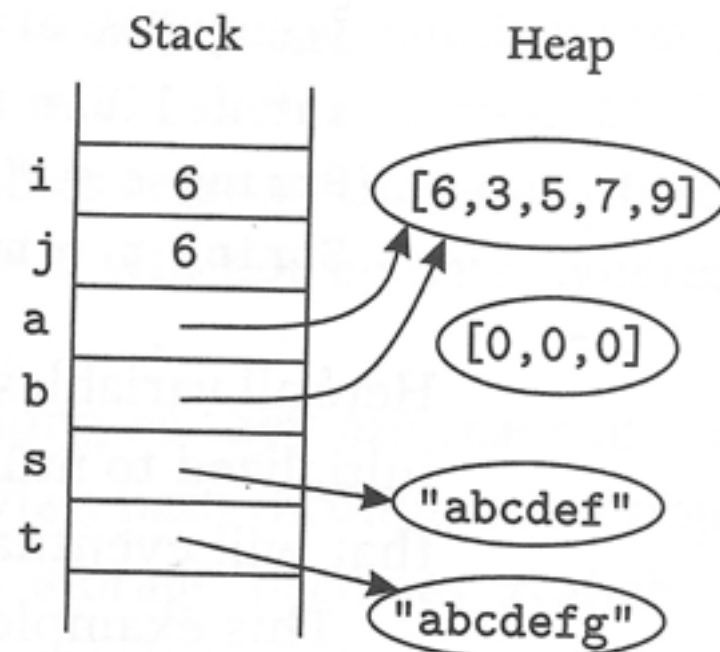 Stack Heap
i 6 [6,3,5,7,9]
j 6
a
[0,0,0]
b
s
"abcdef"
t
"abcdefg"